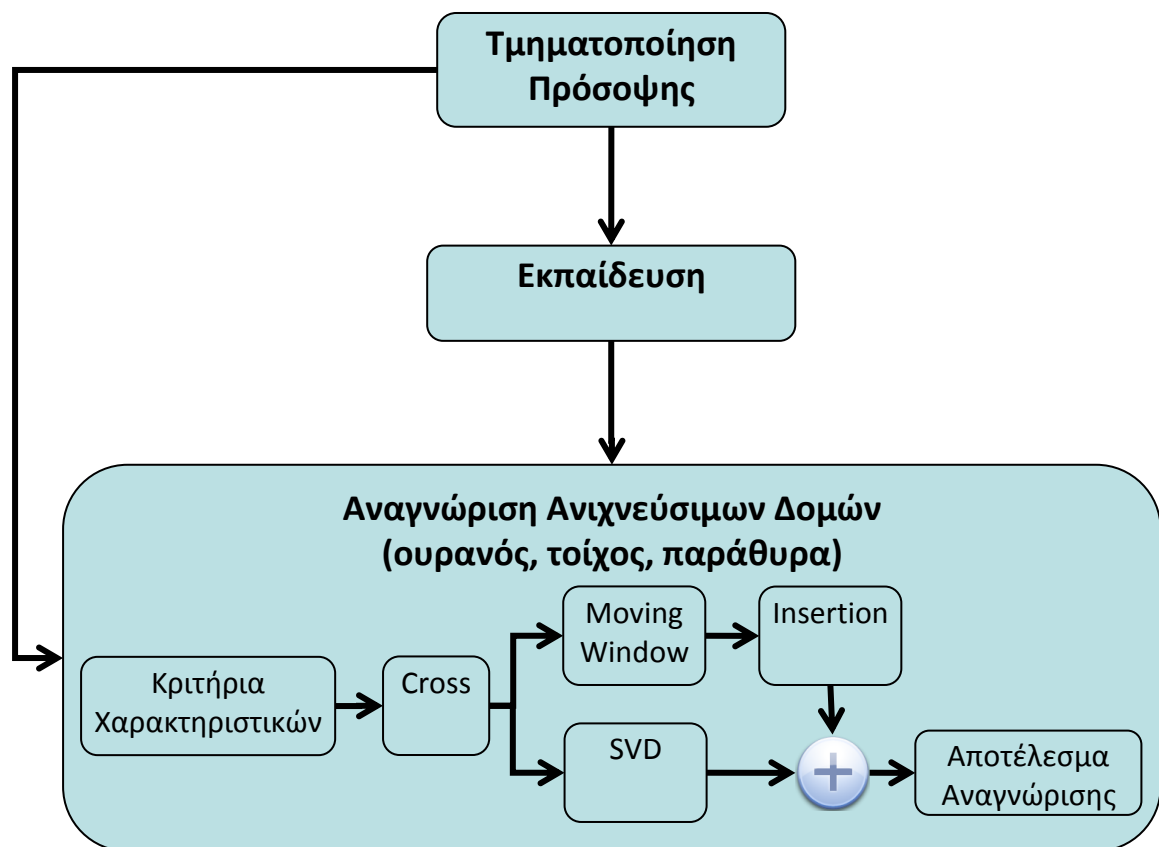 Τμηματοποίηση
Πρόσοψης
Εκπαίδευση
Αναγνώριση Ανιχνεύσιμων Δομών
(ουρανός, τοίχος, παράθυρα)
Κριτήρια
Χαρακτηριστικών
Cross
Moving
Window
Insertion
SVD
Αποτέλεσμα
Αναγνώρισης